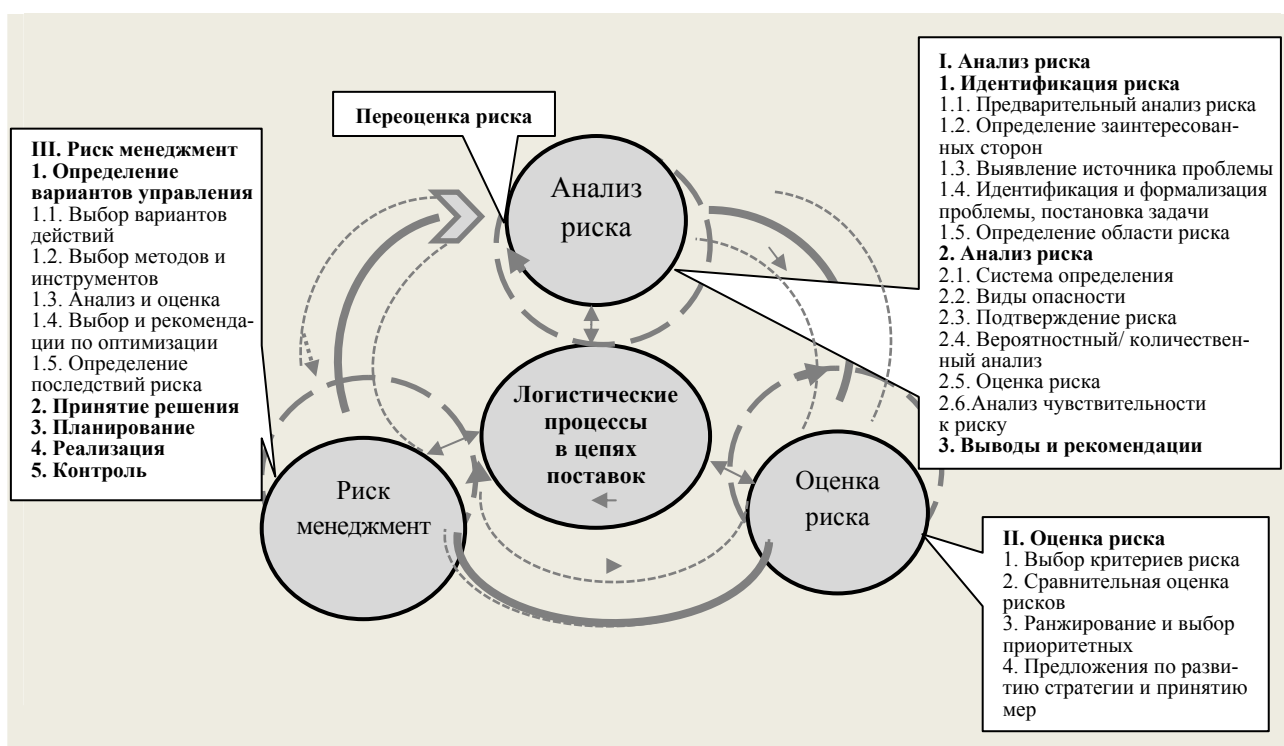 Переоценка риска
III. Риск менеджмент
1. Определение
вариантов управления
1.1. Выбор вариантов
действий
1.2. Выбор методов и
инструментов
1.3. Анализ и оценка
1.4. Выбор и рекоменда-
ции по оптимизации
1.5. Определение
последствий риска
2. Принятие решения
3. Планирование
4. Реализация
5. Контроль
Анализ
риска
Логистические
процессы
в цепях
поставок
Риск
менеджмент
Оценка
риска
I. Анализ риска
1. Идентификация риска
1.1. Предварительный анализ риска
1.2. Определение заинтересован-
ных сторон
1.3. Выявление источника проблемы
1.4. Идентификация и формализация
проблемы, постановка задачи
1.5. Определение области риска
2. Анализ риска
2.1. Система определения
2.2. Виды опасности
2.3. Подтверждение риска
2.4. Вероятностный/ количествен-
ный анализ
2.5. Оценка риска
2.6.Анализ чувствительности
к риску
3. Выводы и рекомендации
II. Оценка риска
1. Выбор критериев риска
2. Сравнительная оценка
рисков
3. Ранжирование и выбор
приоритетных
4. Предложения по разви-
тию стратегии и принятию
мер